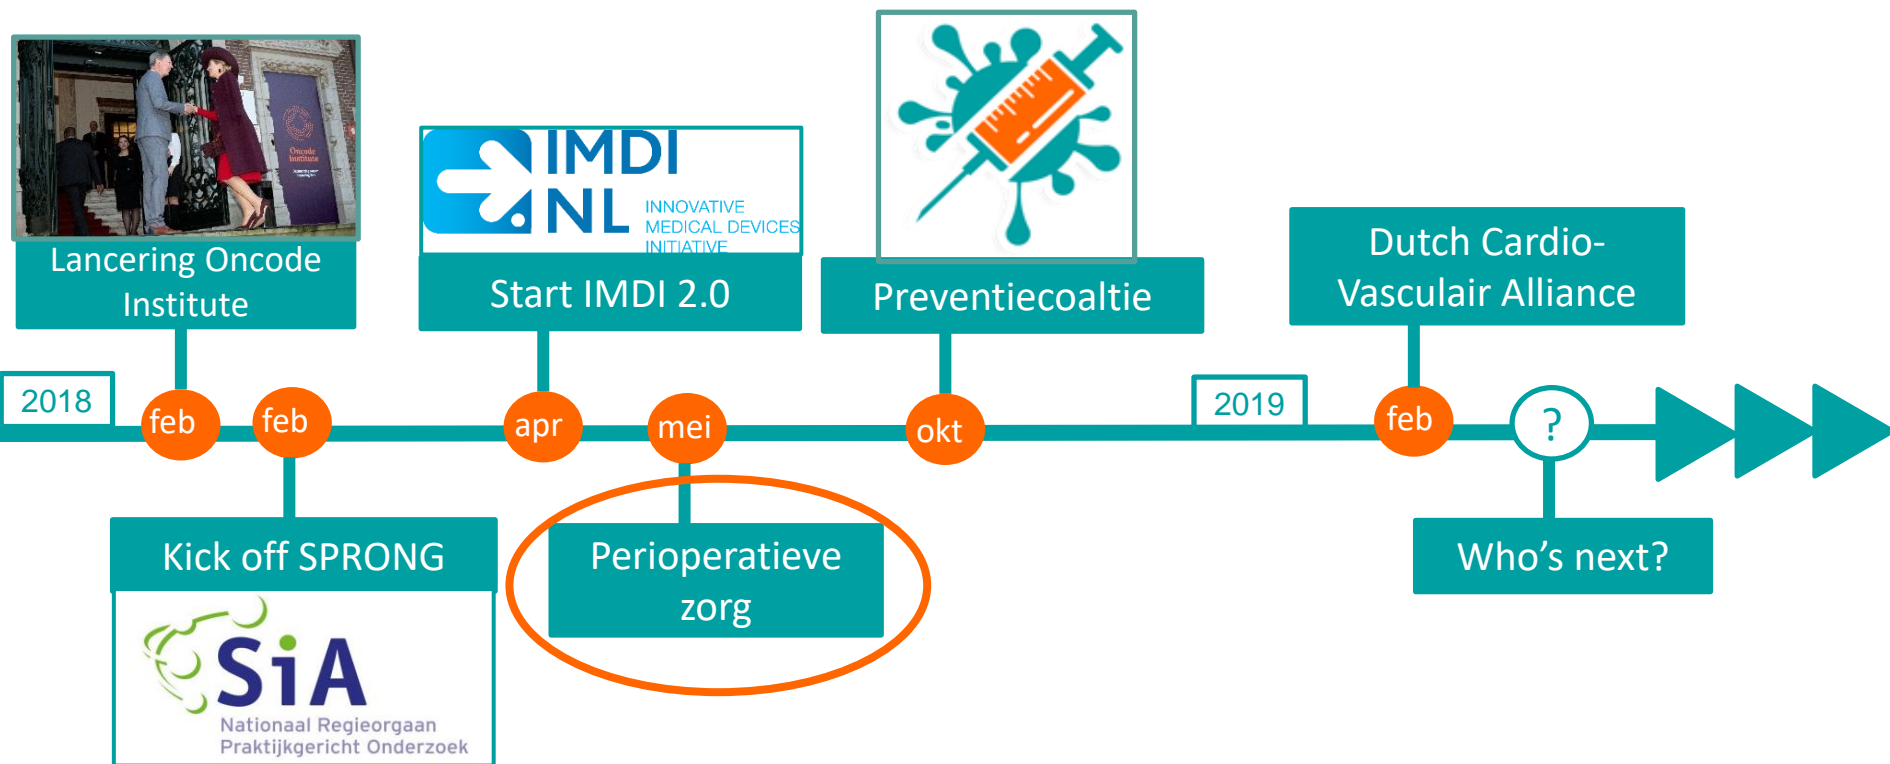 Oncode
Institute
Lancering Oncode
Institute
IMDI
NL
INNOVATIVE
MEDICAL DEVICES
INITIATIVE
Start IMDI 2.0
Preventiecoaltie
Dutch Cardio-
Vasculair Alliance
2018
feb
feb
apr
mei
okt
2019
feb
?
Kick off SPRONG
SiA
Nationaal Regieorgaan
Praktijkgericht Onderzoek
Perioperatieve
zorg
Who’s next?